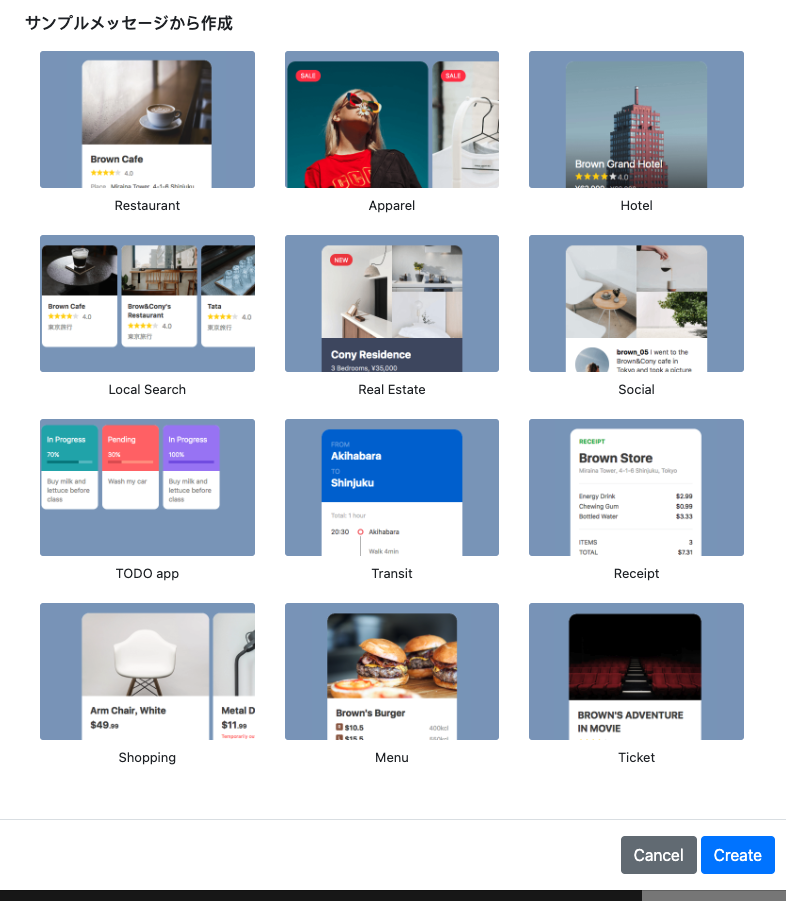 サンプルメッセージから作成
Brown Cafe
4.0
Place Miraina Tower, 4-1-6 Shinjuku,
Restaurant
SALE
SALE
Apparel
Brown Grand Hotel
4.0
Hotel
Brown Cafe
4.0
東京旅行
Brow&Cony's
Restaurant
4.0
東京旅行
Tata
4.0
東京旅行
Local Search
NEW
Cony Residence
3 Bedrooms, ¥35,000
Real Estate
brown_05 I went to the
Brown&Cony cafe in
Tokyo and took a picture
Social
In Progress
70%
Buy milk and
lettuce before
class
Pending
30%
Wash my car
In Progress
100%
Buy milk and
lettuce before
class
TODO app
FROM
Akihabara
TO
Shinjuku
Total: 1 hour
20:30 Akihabara
Walk 4min
Transit
RECEIPT
Brown Store
Miraina Tower, 4-1-6 Shinjuku, Tokyo
Energy Drink $2.99
Chewing Gum $0.99
Bottled Water $3.33
ITEMS 3
TOTAL $7.31
Receipt
Arm Chair, White
$49.99
Metal D
$11.99
Temporarily ou
Shopping
Brown's Burger
$10.5 400kcl
$15.5
Menu
BROWN'S ADVENTURE
IN MOVIE
Ticket
Cancel
Create